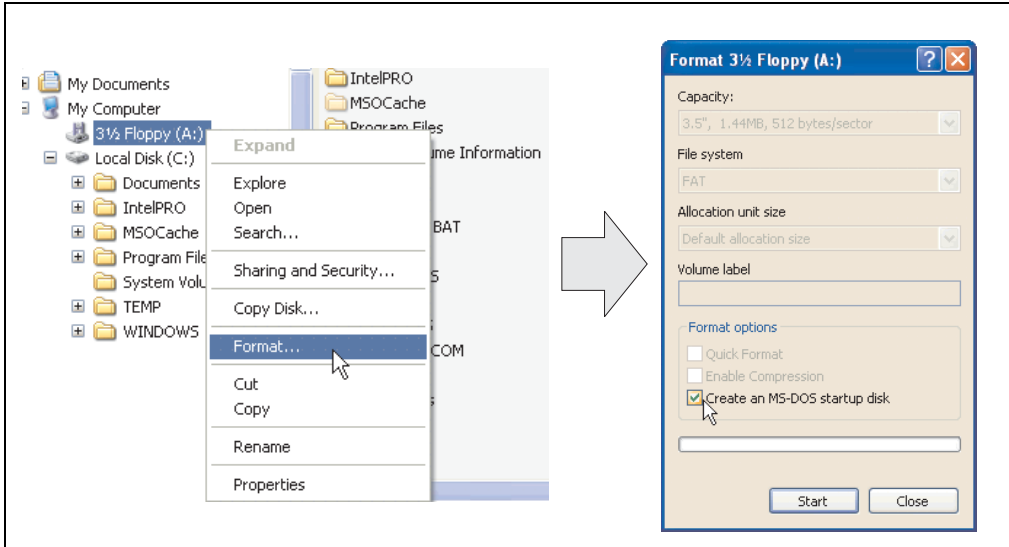 My Documents
My Computer
3½ Floppy (A:)
Local Disk (C:)
Documents
IntelPRO
MSOCache
Program File
System Volu
TEMP
WINDOWS
IntelPRO
MSOCache
Program Files
ume Information
BAT
S
COM
Expand
Explore
Open
Search...
Sharing and Security...
Copy Disk...
Format...
Cut
Copy
Rename
Properties
Format 3½ Floppy (A:)
Capacity:
3.5", 1.44MB, 512 bytes/sector
File system
FAT
Allocation unit size
Default allocation size
Volume label
Format options
Quick Format
Enable Compression
Create an MS-DOS startup disk
Start
Close